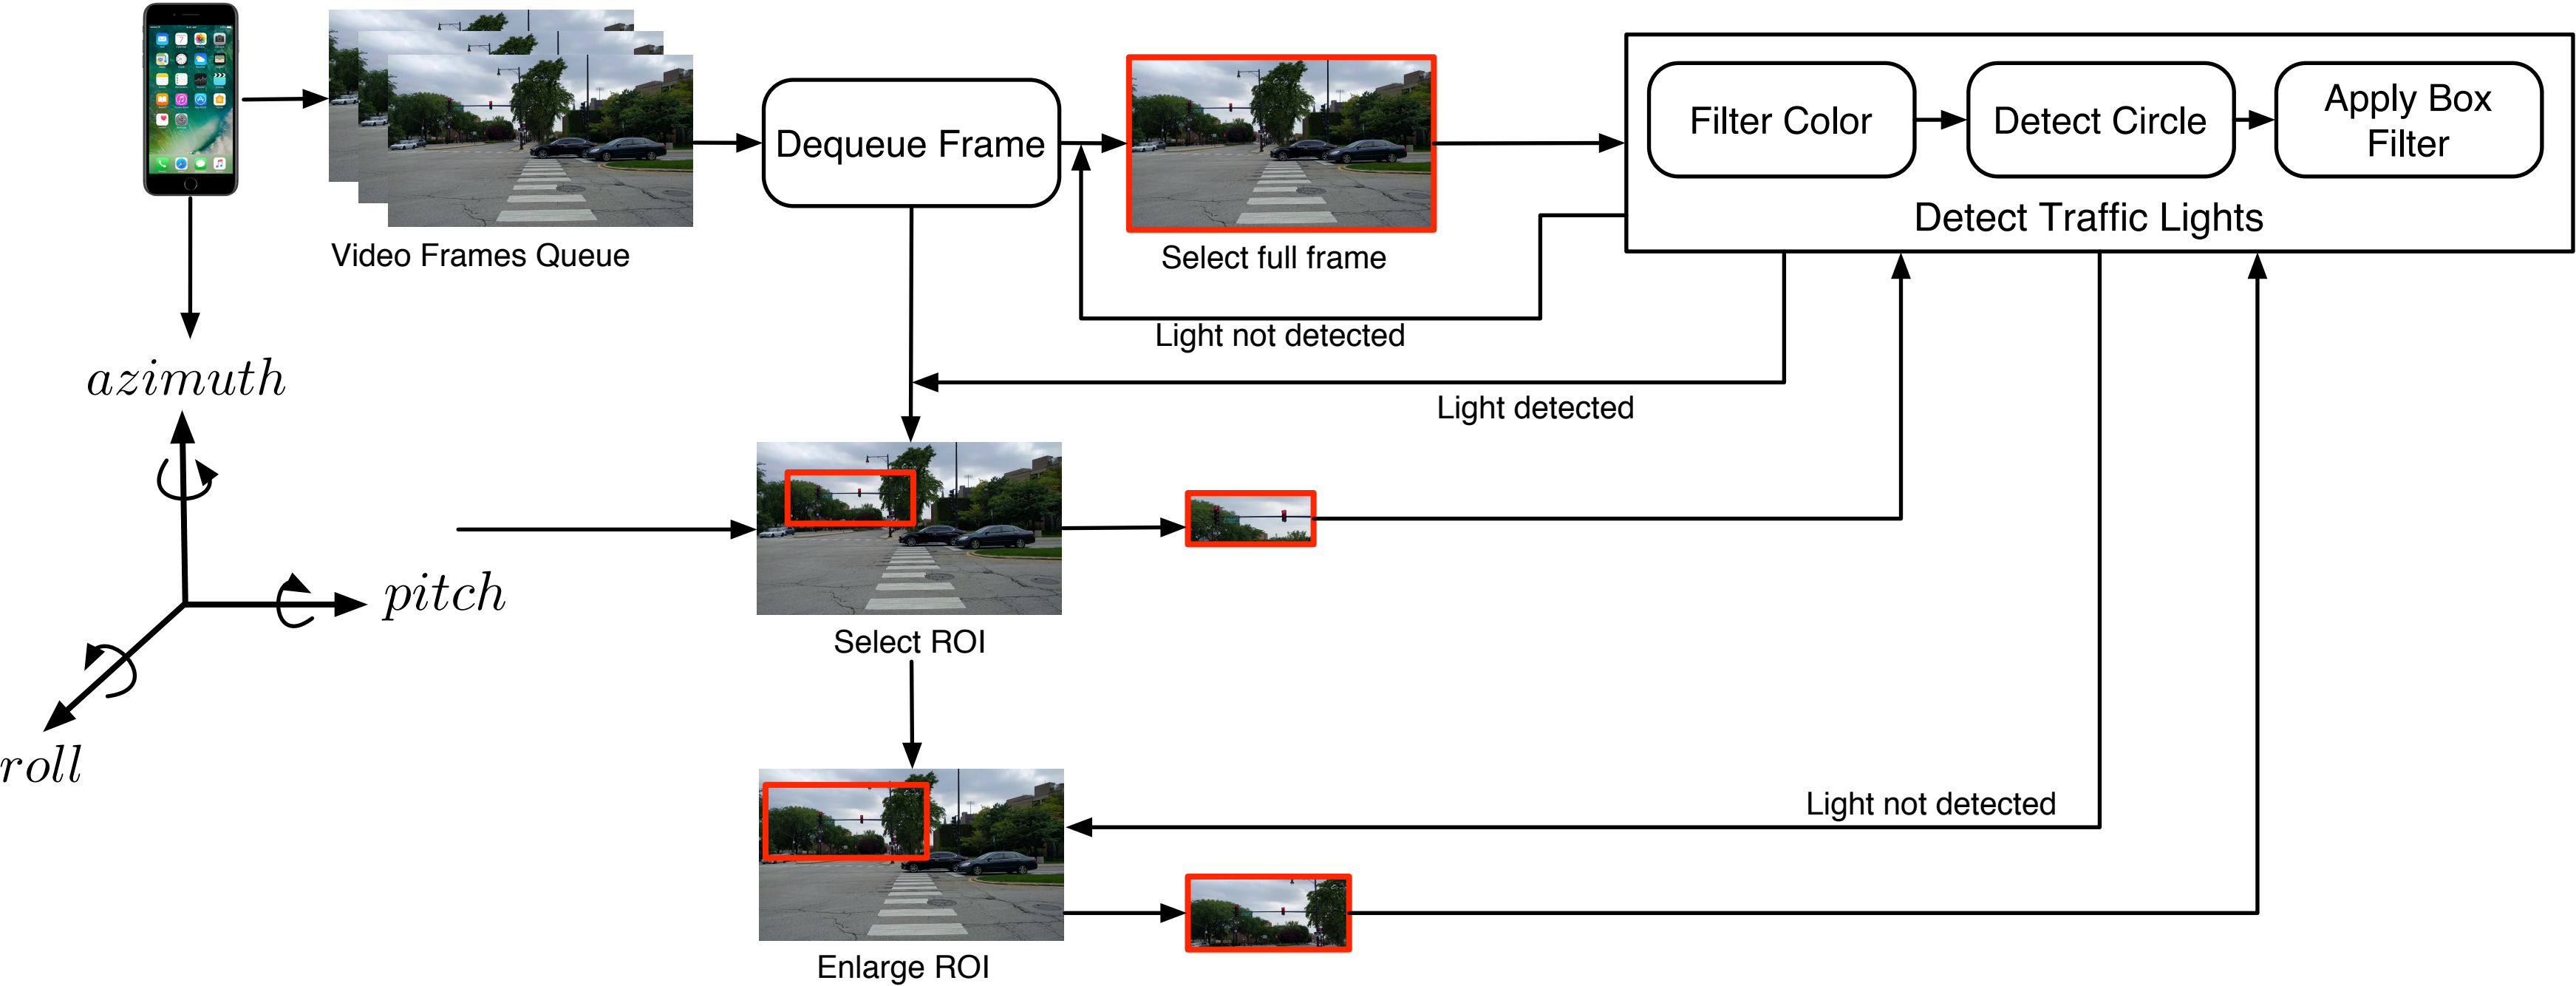 Video Frames Queue
Dequeue Frame
Select full frame
Filter Color
Detect Circle
Apply Box
Filter
Detect Traffic Lights
Light not detected
Light detected
azimuth
pitch
roll
Select ROI
Light not detected
Enlarge ROI